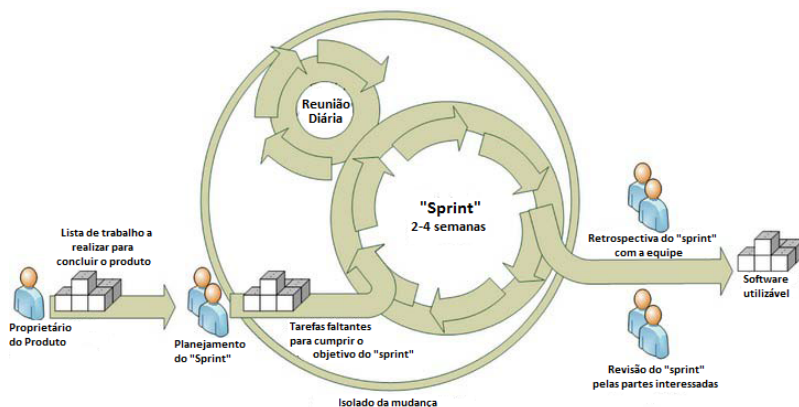 Reunião
Diária
"Sprint"
2-4 semanas
Lista de trabalho a
realizar para
concluir o produto
Proprietário
do Produto
Planejamento
do "Sprint"
Tarefas faltantes
para cumprir o
objetivo do "sprint"
Retrospectiva do "sprint"
com a equipe
Software
utilizável
Revisão do "sprint"
pelas partes interessadas
Isolado da mudança